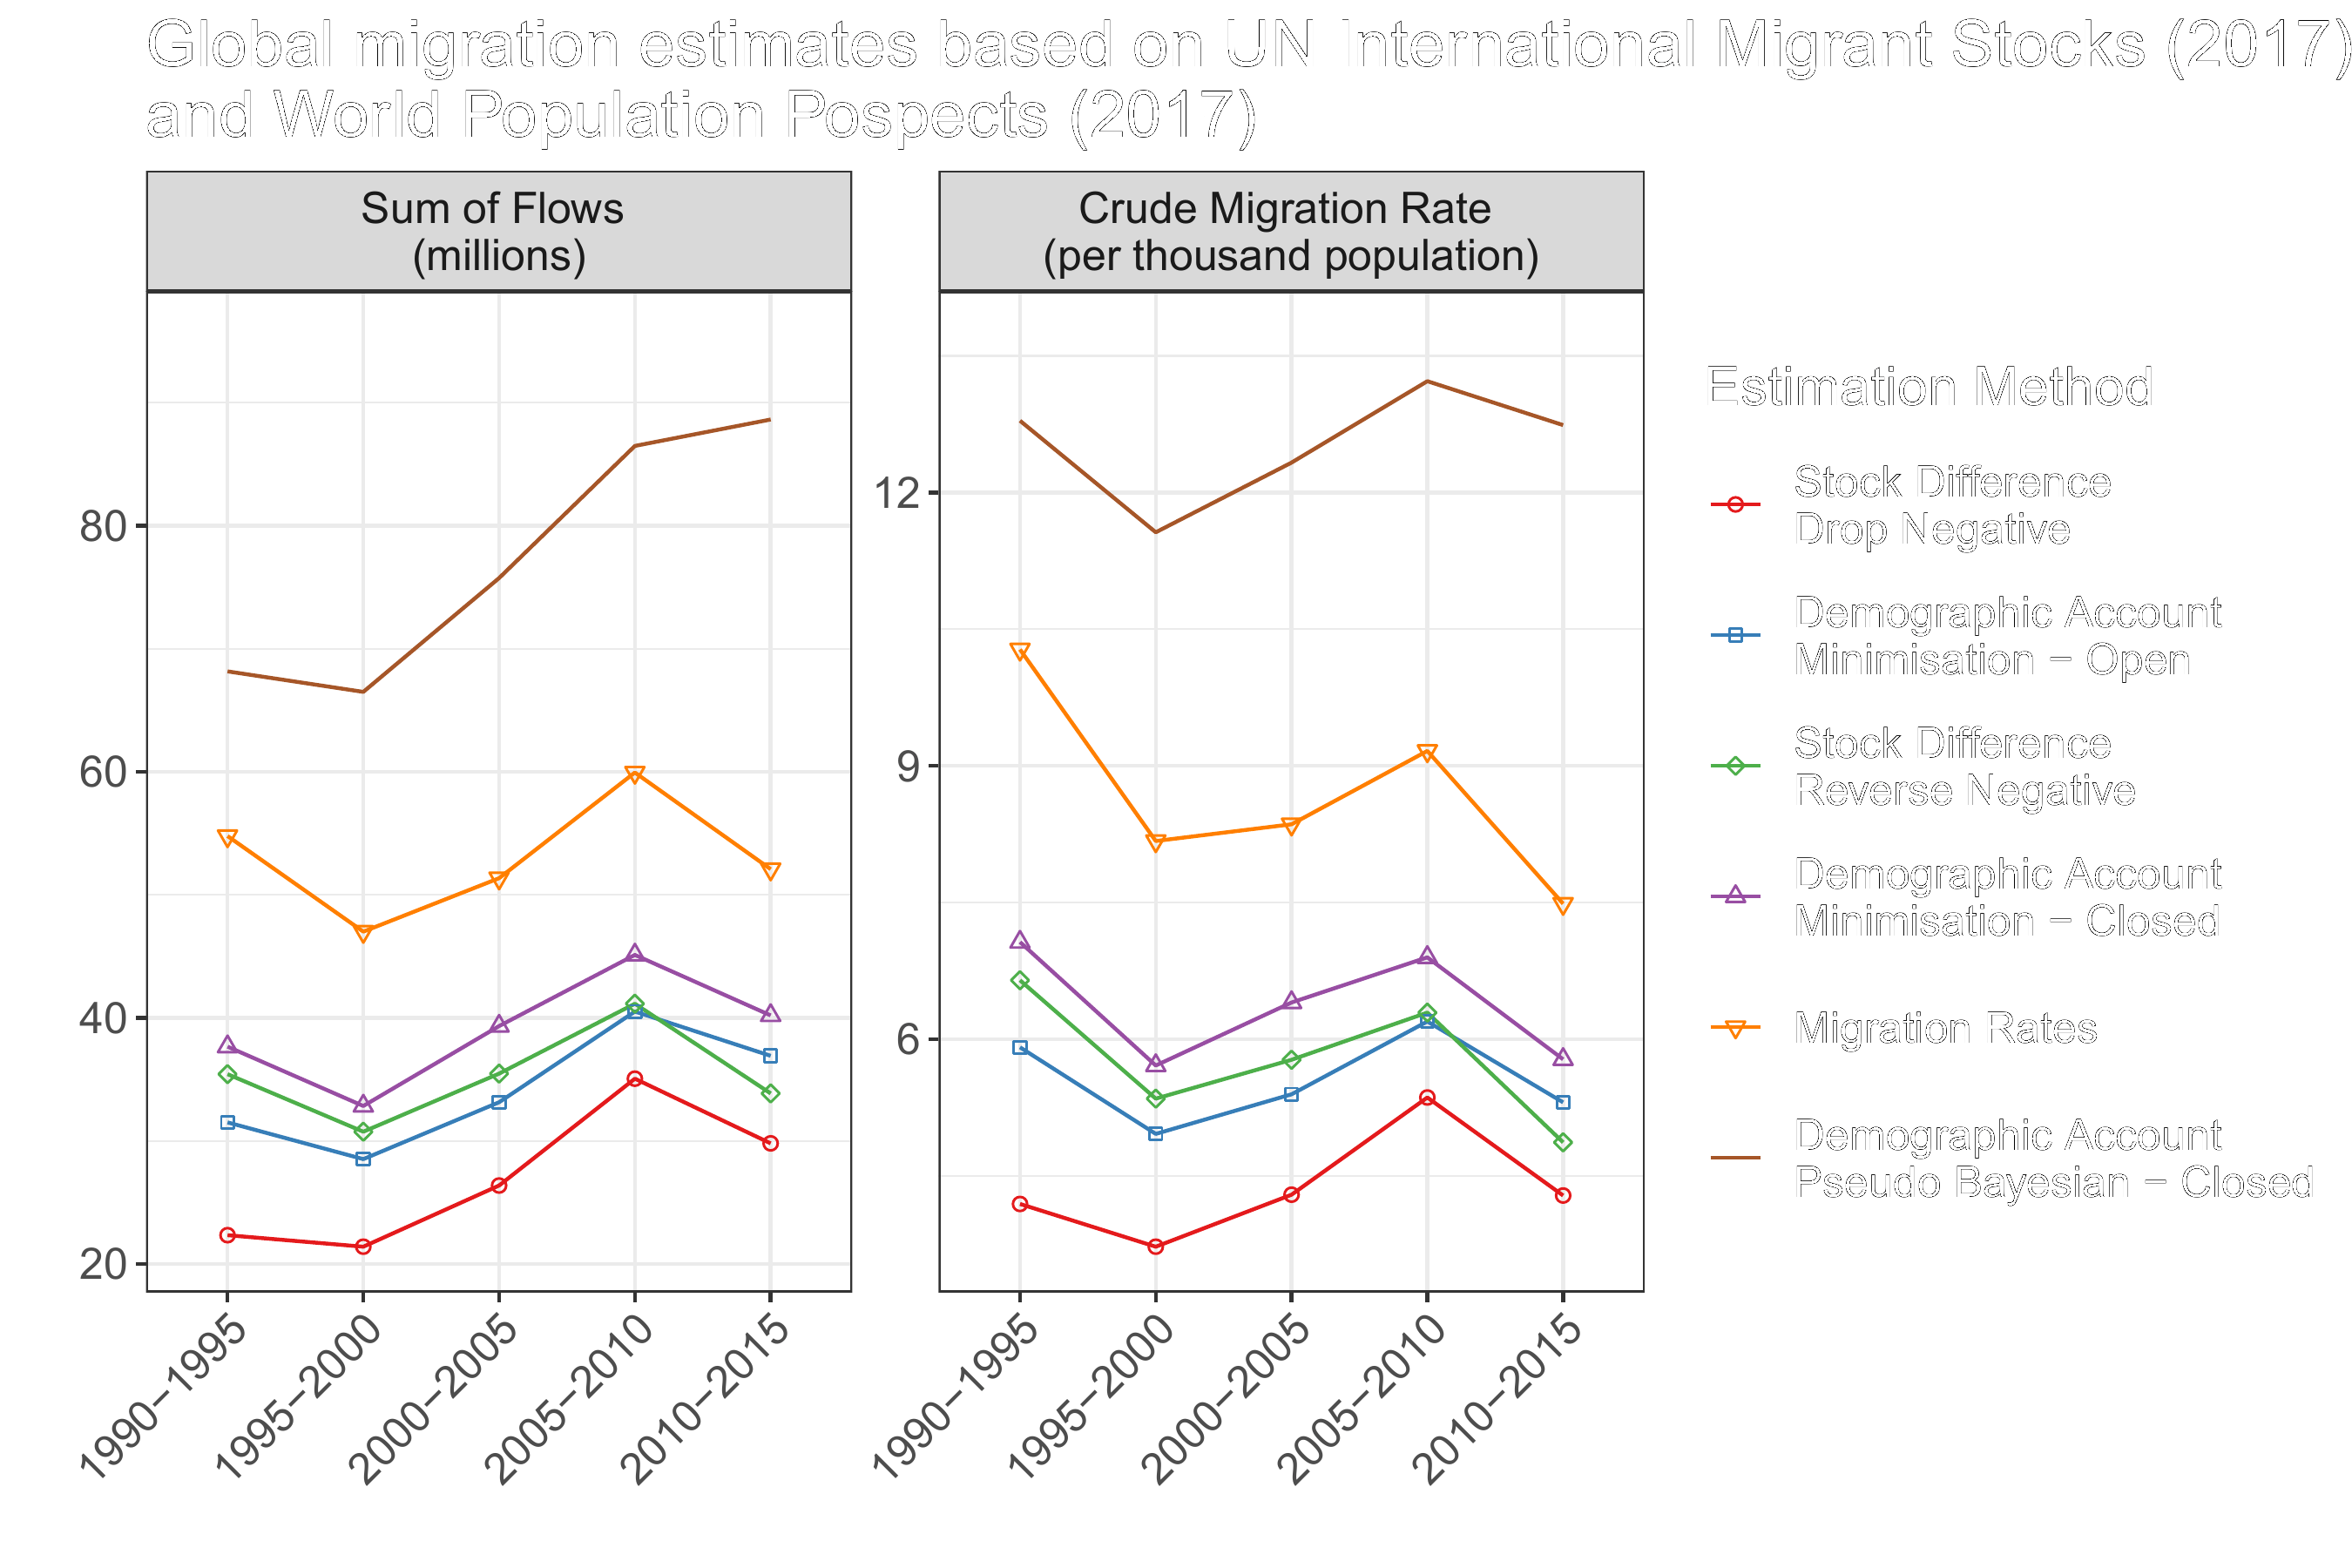 Global migration estimates based on UN International Migrant Stocks (2017)
and World Population Pospects (2017)
Sum of Flows
(millions)
Crude Migration Rate
(per thousand population)
80
60
40
20
12
9
6
1990–1995
1995–2000
2000–2005
2005–2010
2010–2015
1990–1995
1995–2000
2000–2005
2005–2010
2010–2015
Estimation Method
Stock Difference
Drop Negative
Demographic Account
Minimisation – Open
Stock Difference
Reverse Negative
Demographic Account
Minimisation – Closed
Migration Rates
Demographic Account
Pseudo Bayesian – Closed